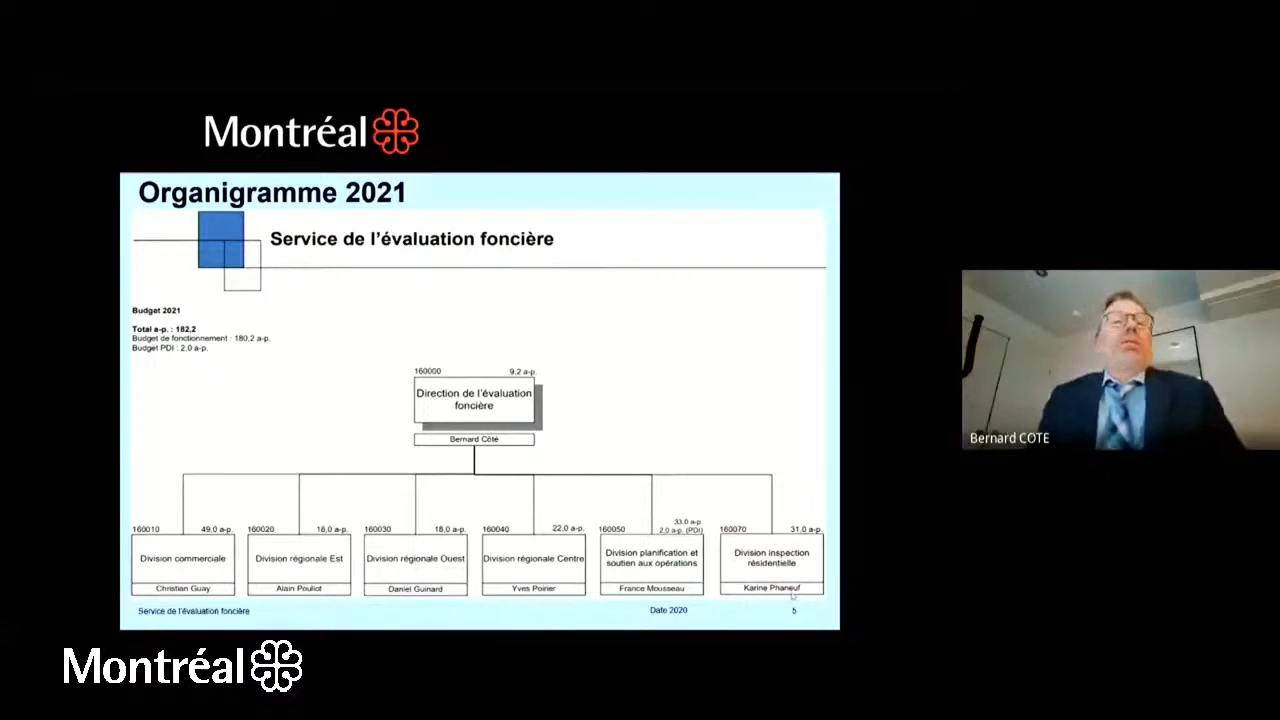 Montréal
Organigramme 2021
Service de l'évaluation foncière
Budget 2021
Total a-p. : 182,2
Budget de fonctionnement : 180,2 a-p.
Budget PDI : 2.0 a-p.
160000 9.2 a-p.
Direction de l'évaluation
foncière
Bernard Côté
160010 49,0 a-p.
Division commerciale
Christian Guay
160020 18,0 a-p.
Division régionale Est
Alain Pouliot
160030 18,0 a-p.
Division régionale Ouest
Daniel Guinard
160040 22.0 a-p.
Division régionale Centre
Yves Poirier
160050 33.0 a-p.
2.0 a-p. (PDI)
Division planification et
soutien aux opérations
France Mousseau
160070 31,0 a-p.
Division inspection
résidentielle
Karine Phaneuf
Service de l'évaluation foncière Date 2020 5
Bernard COTE
Montréal